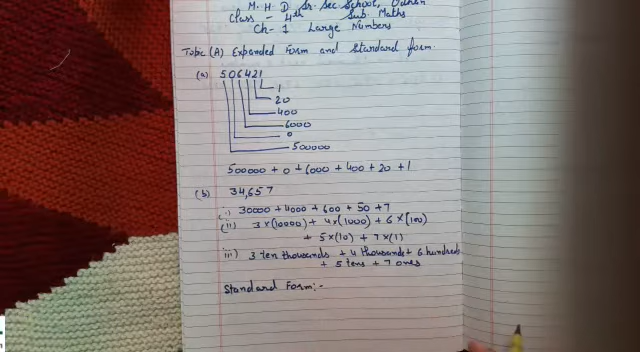 M. H. D. Sr. Sec. School, Odhan
Class - 4th Sub. Maths
Ch-1 Large Numbers
Topic (A) Expanded Form and Standard form.
(a) 506421
1
20
400
6000
0
500000
500000 + 0 + 6000 + 400 + 20 + 1
(b) 34,657
(i) 30000 + 4000 + 600 + 50 + 7
(ii) 3 × (10000) + 4 × (1000) + 6 × (100)
+ 5 × (10) + 7 × (1)
iii) 3 ten thousands + 4 thousands + 6 hundreds
+ 5 tens + 7 ones
Standard Form:-